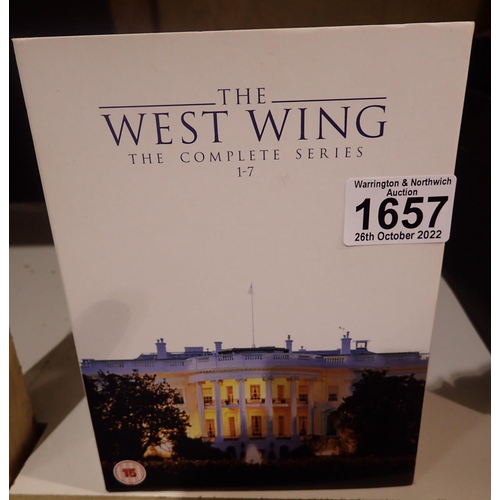 THE
WEST WING
THE COMPLETE SERIES
1-7
Warrington & Northwich
Auction
1657
26th October 2022
15